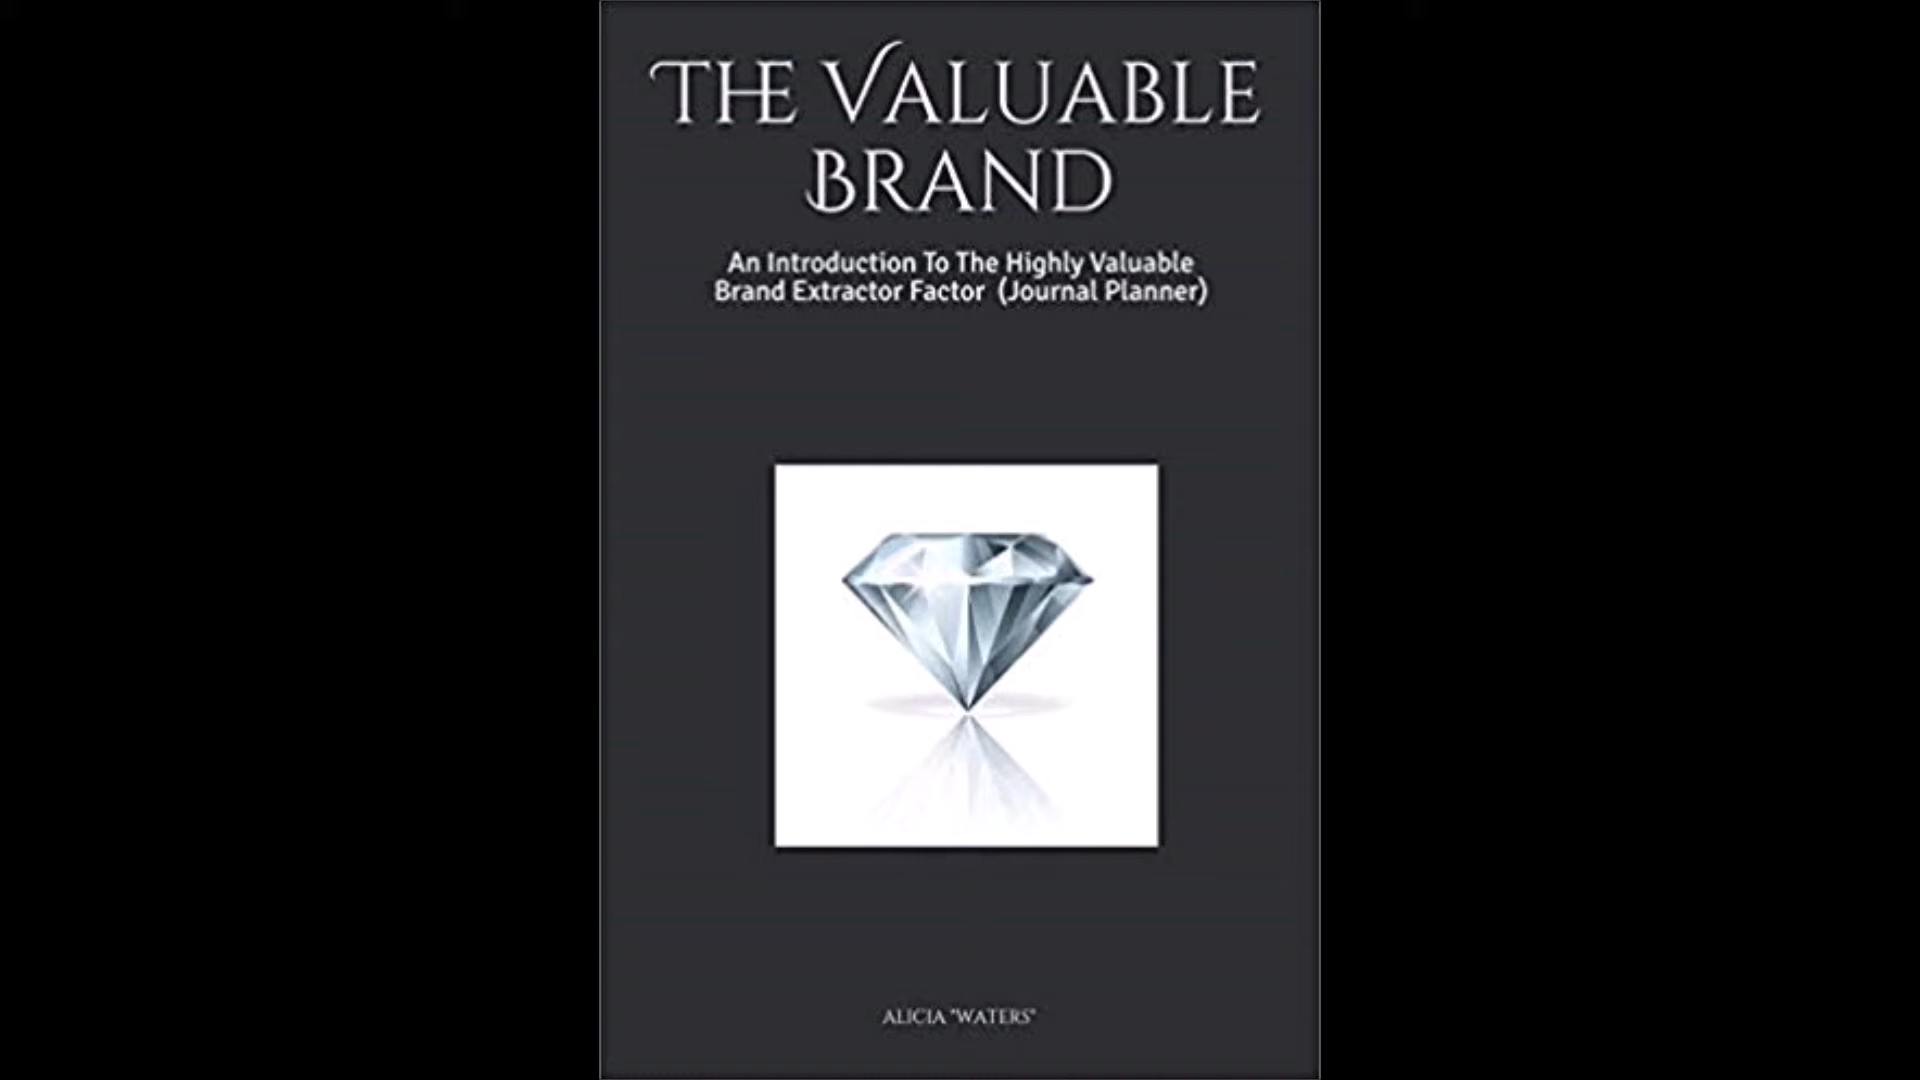 THE VALUABLE
BRAND
An Introduction To The Highly Valuable
Brand Extractor Factor (Journal Planner)
ALICIA "WATERS"